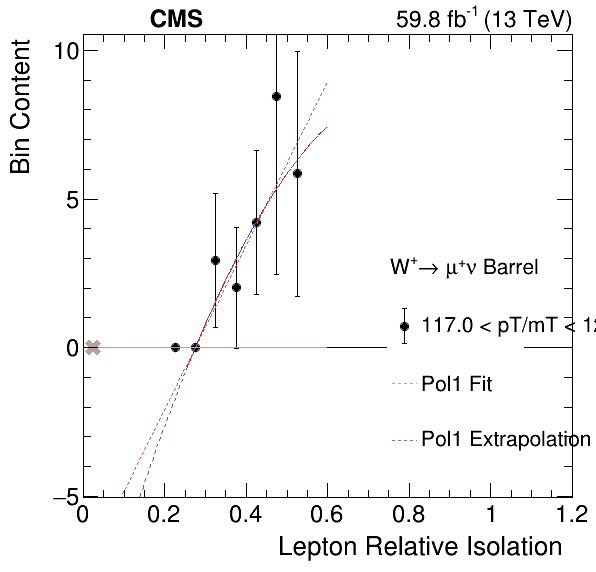 CMS 59.8 fb⁻¹ (13 TeV)
Bin Content
10
5
0
−5
W⁺→ μ⁺ν Barrel
117.0 < pT/mT < 12
Pol1 Fit
Pol1 Extrapolation
0 0.2 0.4 0.6 0.8 1 1.2
Lepton Relative Isolation